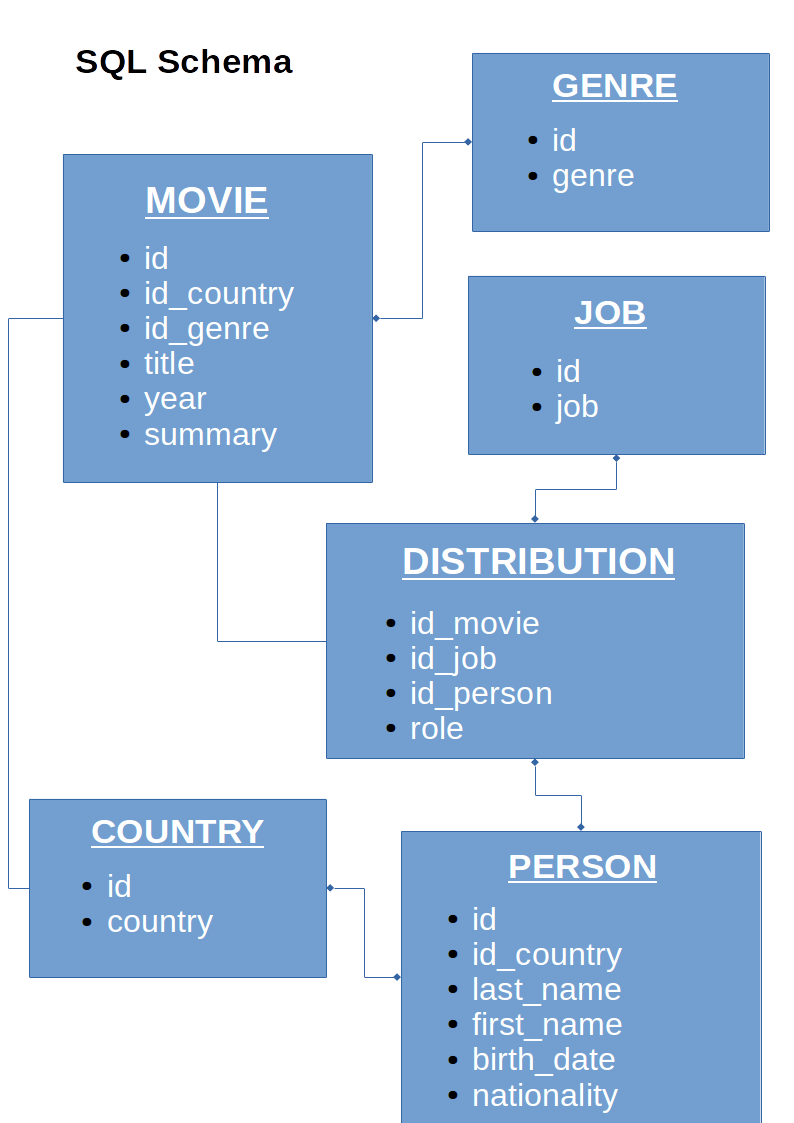 SQL Schema
GENRE
id
genre
MOVIE
id
id_country
id_genre
title
year
summary
JOB
id
job
DISTRIBUTION
id_movie
id_job
id_person
role
COUNTRY
id
country
PERSON
id
id_country
last_name
first_name
birth_date
nationality